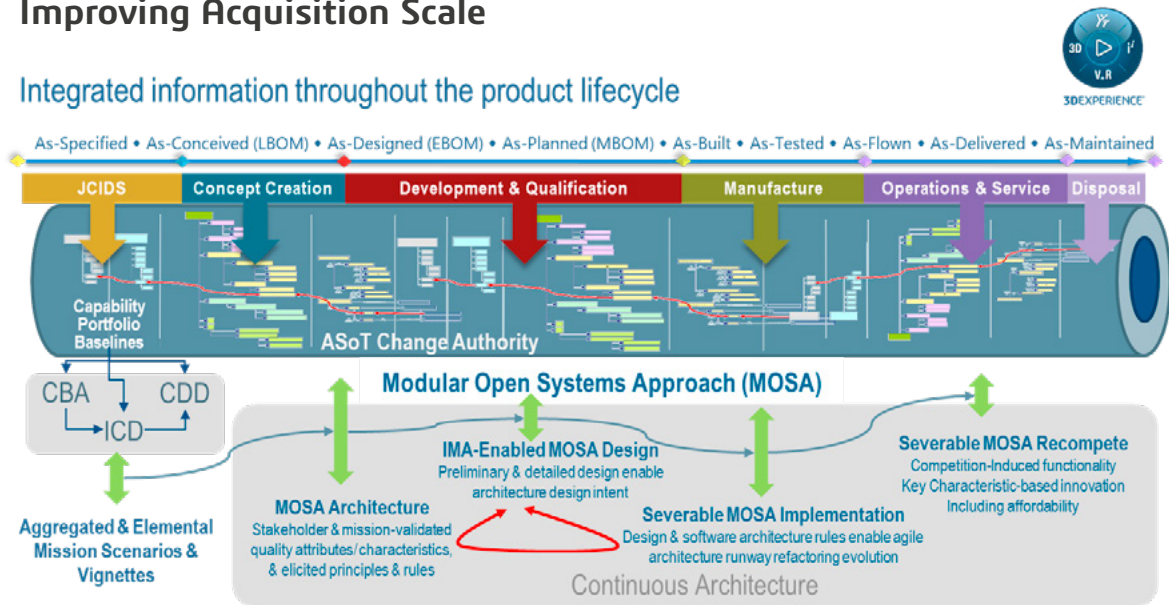 Improving Acquisition Scale
3D
V.R
3DEXPERIENCE
Integrated information throughout the product lifecycle
As-Specified • As-Conceived (LBOM) • As-Designed (EBOM) • As-Planned (MBOM) • As-Built • As-Tested • As-Flown • As-Delivered • As-Maintained
JCIDS
Concept Creation
Development & Qualification
Manufacture
Operations & Service
Disposal
Capability
Portfolio
Baselines
ASoT Change Authority
CBA
CDD
ICD
Modular Open Systems Approach (MOSA)
Aggregated & Elemental
Mission Scenarios &
Vignettes
MOSA Architecture
Stakeholder & mission-validated
quality attributes/characteristics,
& elicited principles & rules
IMA-Enabled MOSA Design
Preliminary & detailed design enable
architecture design intent
Severable MOSA Implementation
Design & software architecture rules enable agile
architecture runway refactoring evolution
Severable MOSA Recompete
Competition-Induced functionality
Key Characteristic-based innovation
Including affordability
Continuous Architecture